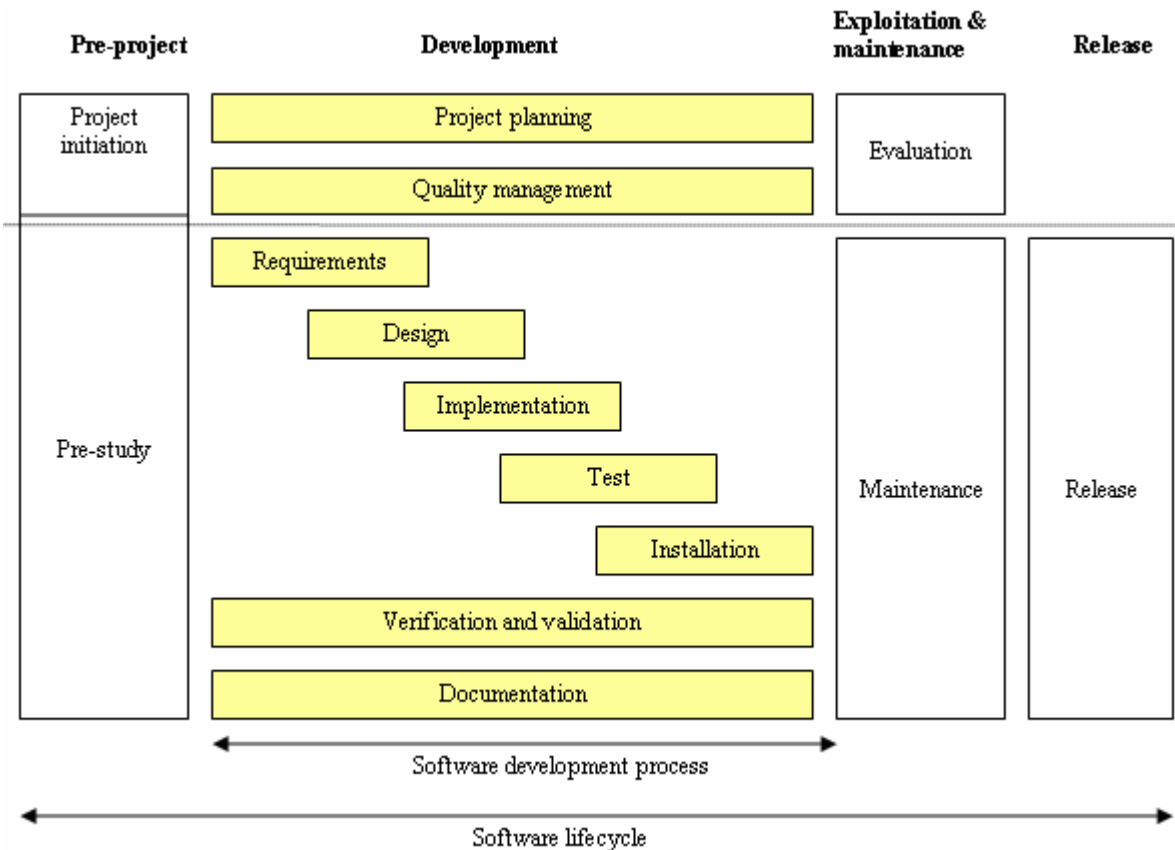 Pre-project
Development
Exploitation &
maintenance
Release
Project
initiation
Project planning
Evaluation
Quality management
Requirements
Design
Implementation
Pre-study
Test
Maintenance
Release
Installation
Verification and validation
Documentation
Software development process
Software lifecycle